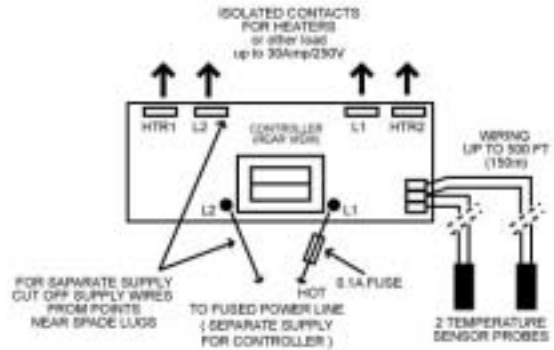 ISOLATED CONTACTS
FOR HEATERS
or other load
up to 30Amp/250V
HTR1
L2
CONTROLLER
(REAR VIEW)
L1
HTR2
WIRING
UP TO 500 FT
(150m)
L2
L1
FOR SAPARATE SUPPLY
CUT OFF SUPPLY WIRES
FROM POINTS
NEAR SPADE LUGS
HOT
0.1A FUSE
TO FUSED POWER LINE
( SEPARATE SUPPLY
FOR CONTROLLER )
2 TEMPERATURE
SENSOR PROBES